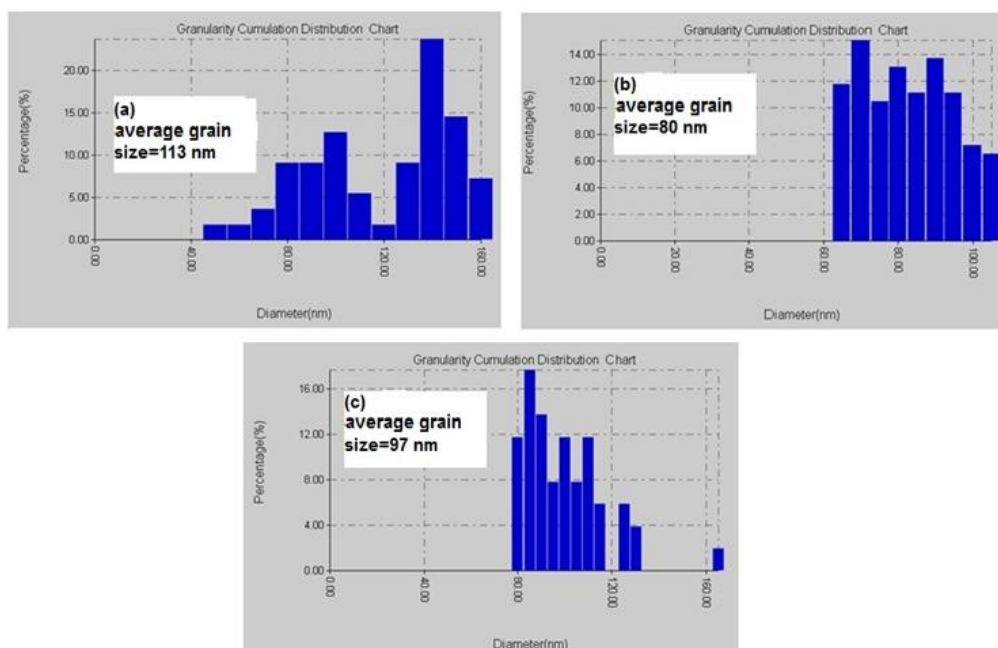 Granularity Cumulation Distribution Chart
20.00
15.00
10.00
5.00
0.00
Percentage(%)
(a)
average grain
size=113 nm
0.00
40.00
80.00
120.00
160.00
Diameter(nm)
Granularity Cumulation Distribution Chart
14.00
12.00
10.00
8.00
6.00
4.00
2.00
0.00
Percentage(%)
(b)
average grain
size=80 nm
0.00
20.00
40.00
60.00
80.00
100.00
Diameter(nm)
Granularity Cumulation Distribution Chart
16.00
12.00
8.00
4.00
0.00
Percentage(%)
(c)
average grain
size=97 nm
0.00
40.00
80.00
120.00
160.00
Diameter(nm)